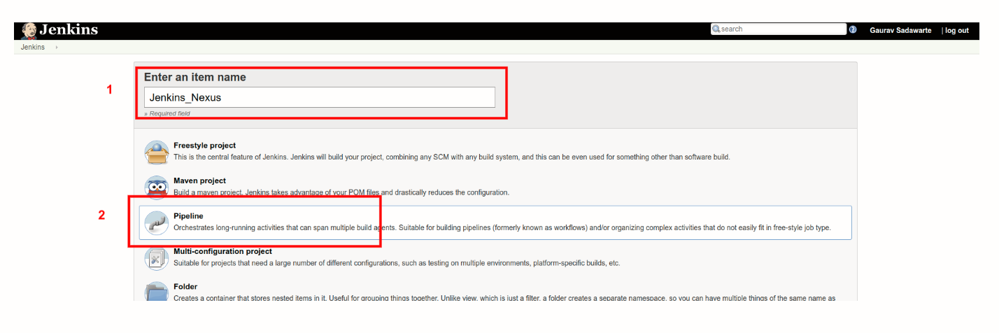 Jenkins
search
Gaurav Sadawarte | log out
Jenkins
Enter an item name
1
Jenkins_Nexus
» Required field
Freestyle project
This is the central feature of Jenkins. Jenkins will build your project, combining any SCM with any build system, and this can be even used for something other than software build.
Maven project
Build a maven project. Jenkins takes advantage of your POM files and drastically reduces the configuration.
2
Pipeline
Orchestrates long-running activities that can span multiple build agents. Suitable for building pipelines (formerly known as workflows) and/or organizing complex activities that do not easily fit in free-style job type.
Multi-configuration project
Suitable for projects that need a large number of different configurations, such as testing on multiple environments, platform-specific builds, etc.
Folder
Creates a container that stores nested items in it. Useful for grouping things together. Unlike view, which is just a filter, a folder creates a separate namespace, so you can have multiple things of the same name as